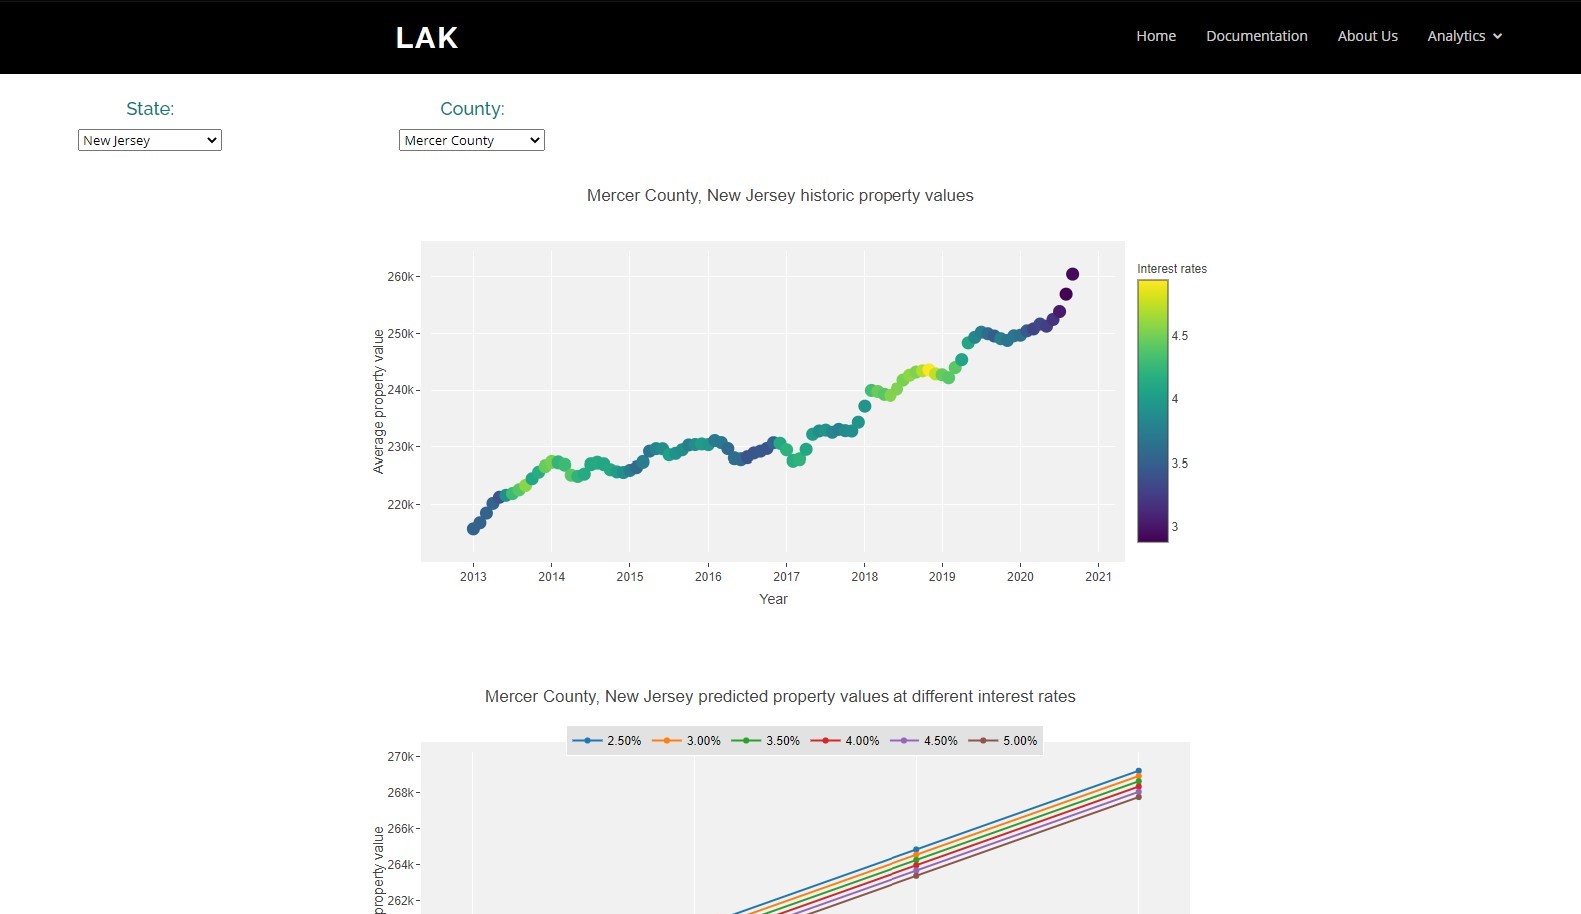 LAK
Home Documentation About Us Analytics
State: County:
New Jersey Mercer County
Mercer County, New Jersey historic property values
Interest rates
260k
250k
240k
230k
220k
Average property value
4.5
4
3.5
3
2013 2014 2015 2016 2017 2018 2019 2020 2021
Year
Mercer County, New Jersey predicted property values at different interest rates
2.50% 3.00% 3.50% 4.00% 4.50% 5.00%
270k
268k
266k
264k
262k
property value